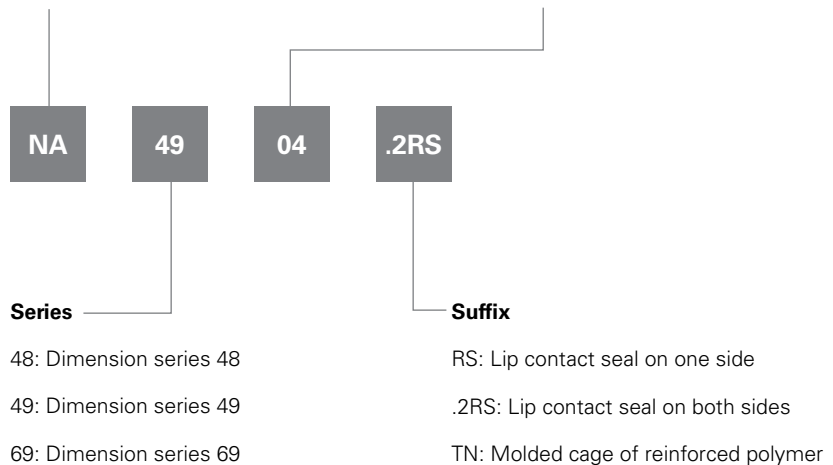 NA 49 04 .2RS
Series
48: Dimension series 48
49: Dimension series 49
69: Dimension series 69
Suffix
RS: Lip contact seal on one side
.2RS: Lip contact seal on both sides
TN: Molded cage of reinforced polymer